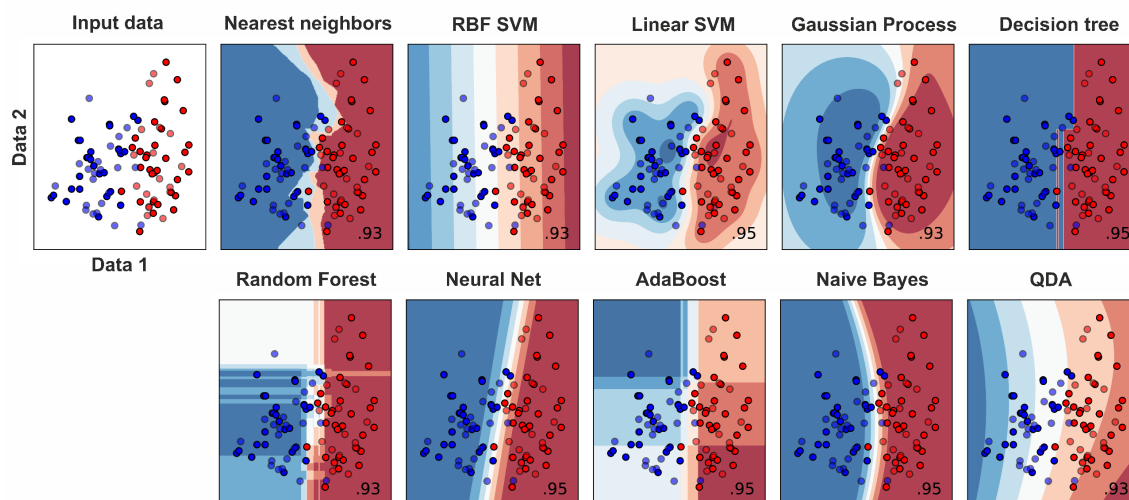 Input data
Nearest neighbors
RBF SVM
Linear SVM
Gaussian Process
Decision tree
Data 2
.93
.93
.95
.93
.95
Data 1
Random Forest
Neural Net
AdaBoost
Naive Bayes
QDA
.93
.95
.95
.95
.93